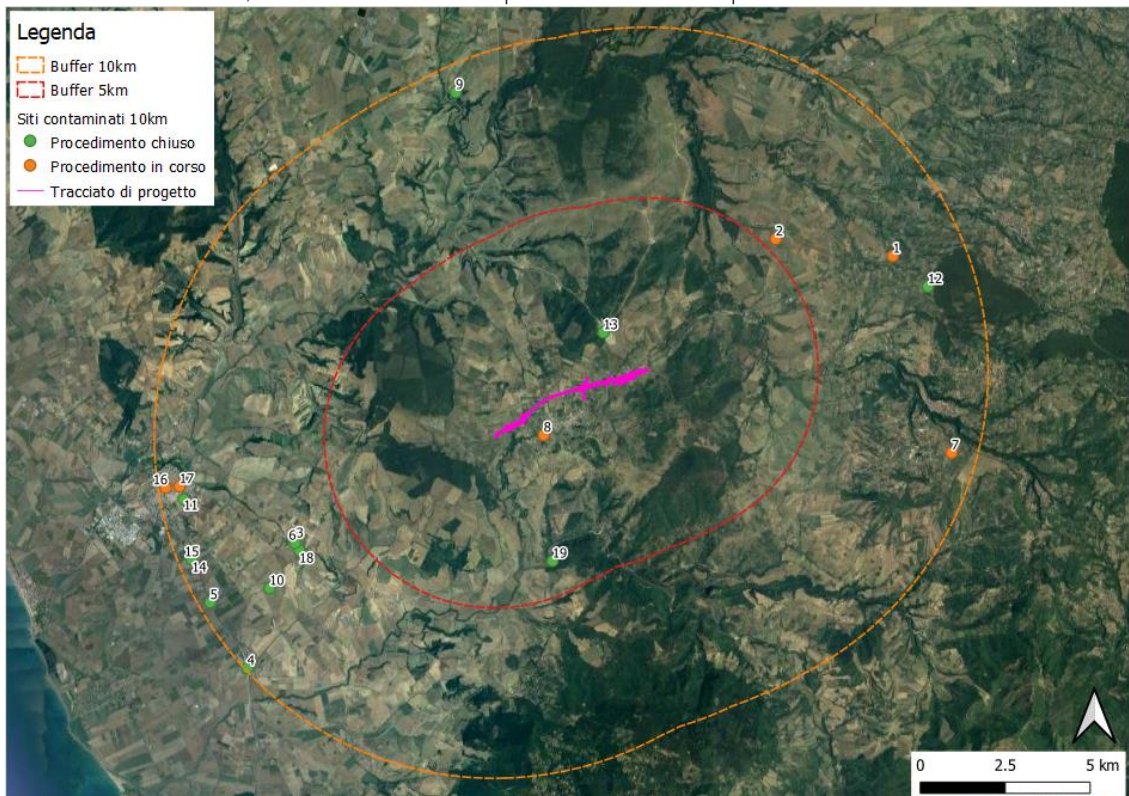 Legenda
Buffer 10km
Buffer 5km
Siti contaminati 10km
Procedimento chiuso
Procedimento in corso
Tracciato di progetto
9
2
1
12
13
8
7
16
17
11
6
3
18
15
14
19
10
5
4
0
2.5
5 km